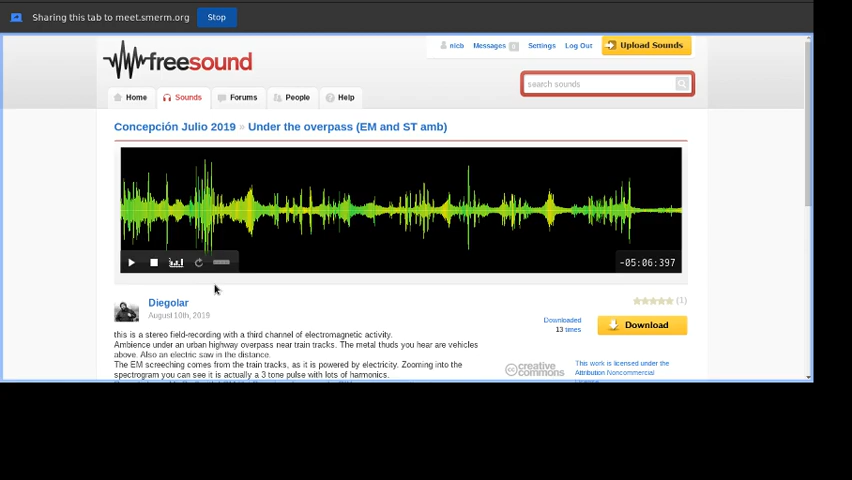 Sharing this tab to meet.smerm.org Stop
nicb Messages 0 Settings Log Out Upload Sounds
freesound
search sounds
Home Sounds Forums People Help
Concepción Julio 2019 » Under the overpass (EM and ST amb)
-05:06:397
Diegolar
August 10th, 2019
(1)
Downloaded
13 times
Download
this is a stereo field-recording with a third channel of electromagnetic activity.
Ambience under an urban highway overpass near train tracks. The metal thuds you hear are vehicles
above. Also an electric saw in the distance.
The EM screeching comes from the train tracks, as it is powered by electricity. Zooming into the
spectrogram you can see it is actually a 3 tone pulse with lots of harmonics.
creative commons
This work is licensed under the
Attribution Noncommercial